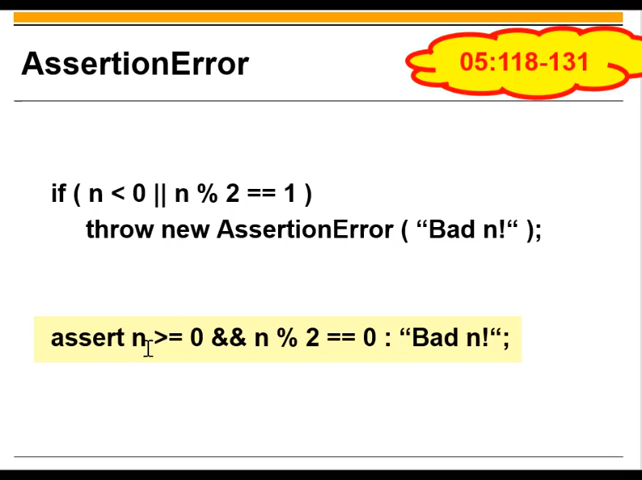 AssertionError
05:118-131
if ( n < 0 || n % 2 == 1 )
throw new AssertionError ( “Bad n!“ );
assert n >= 0 && n % 2 == 0 : “Bad n!“;